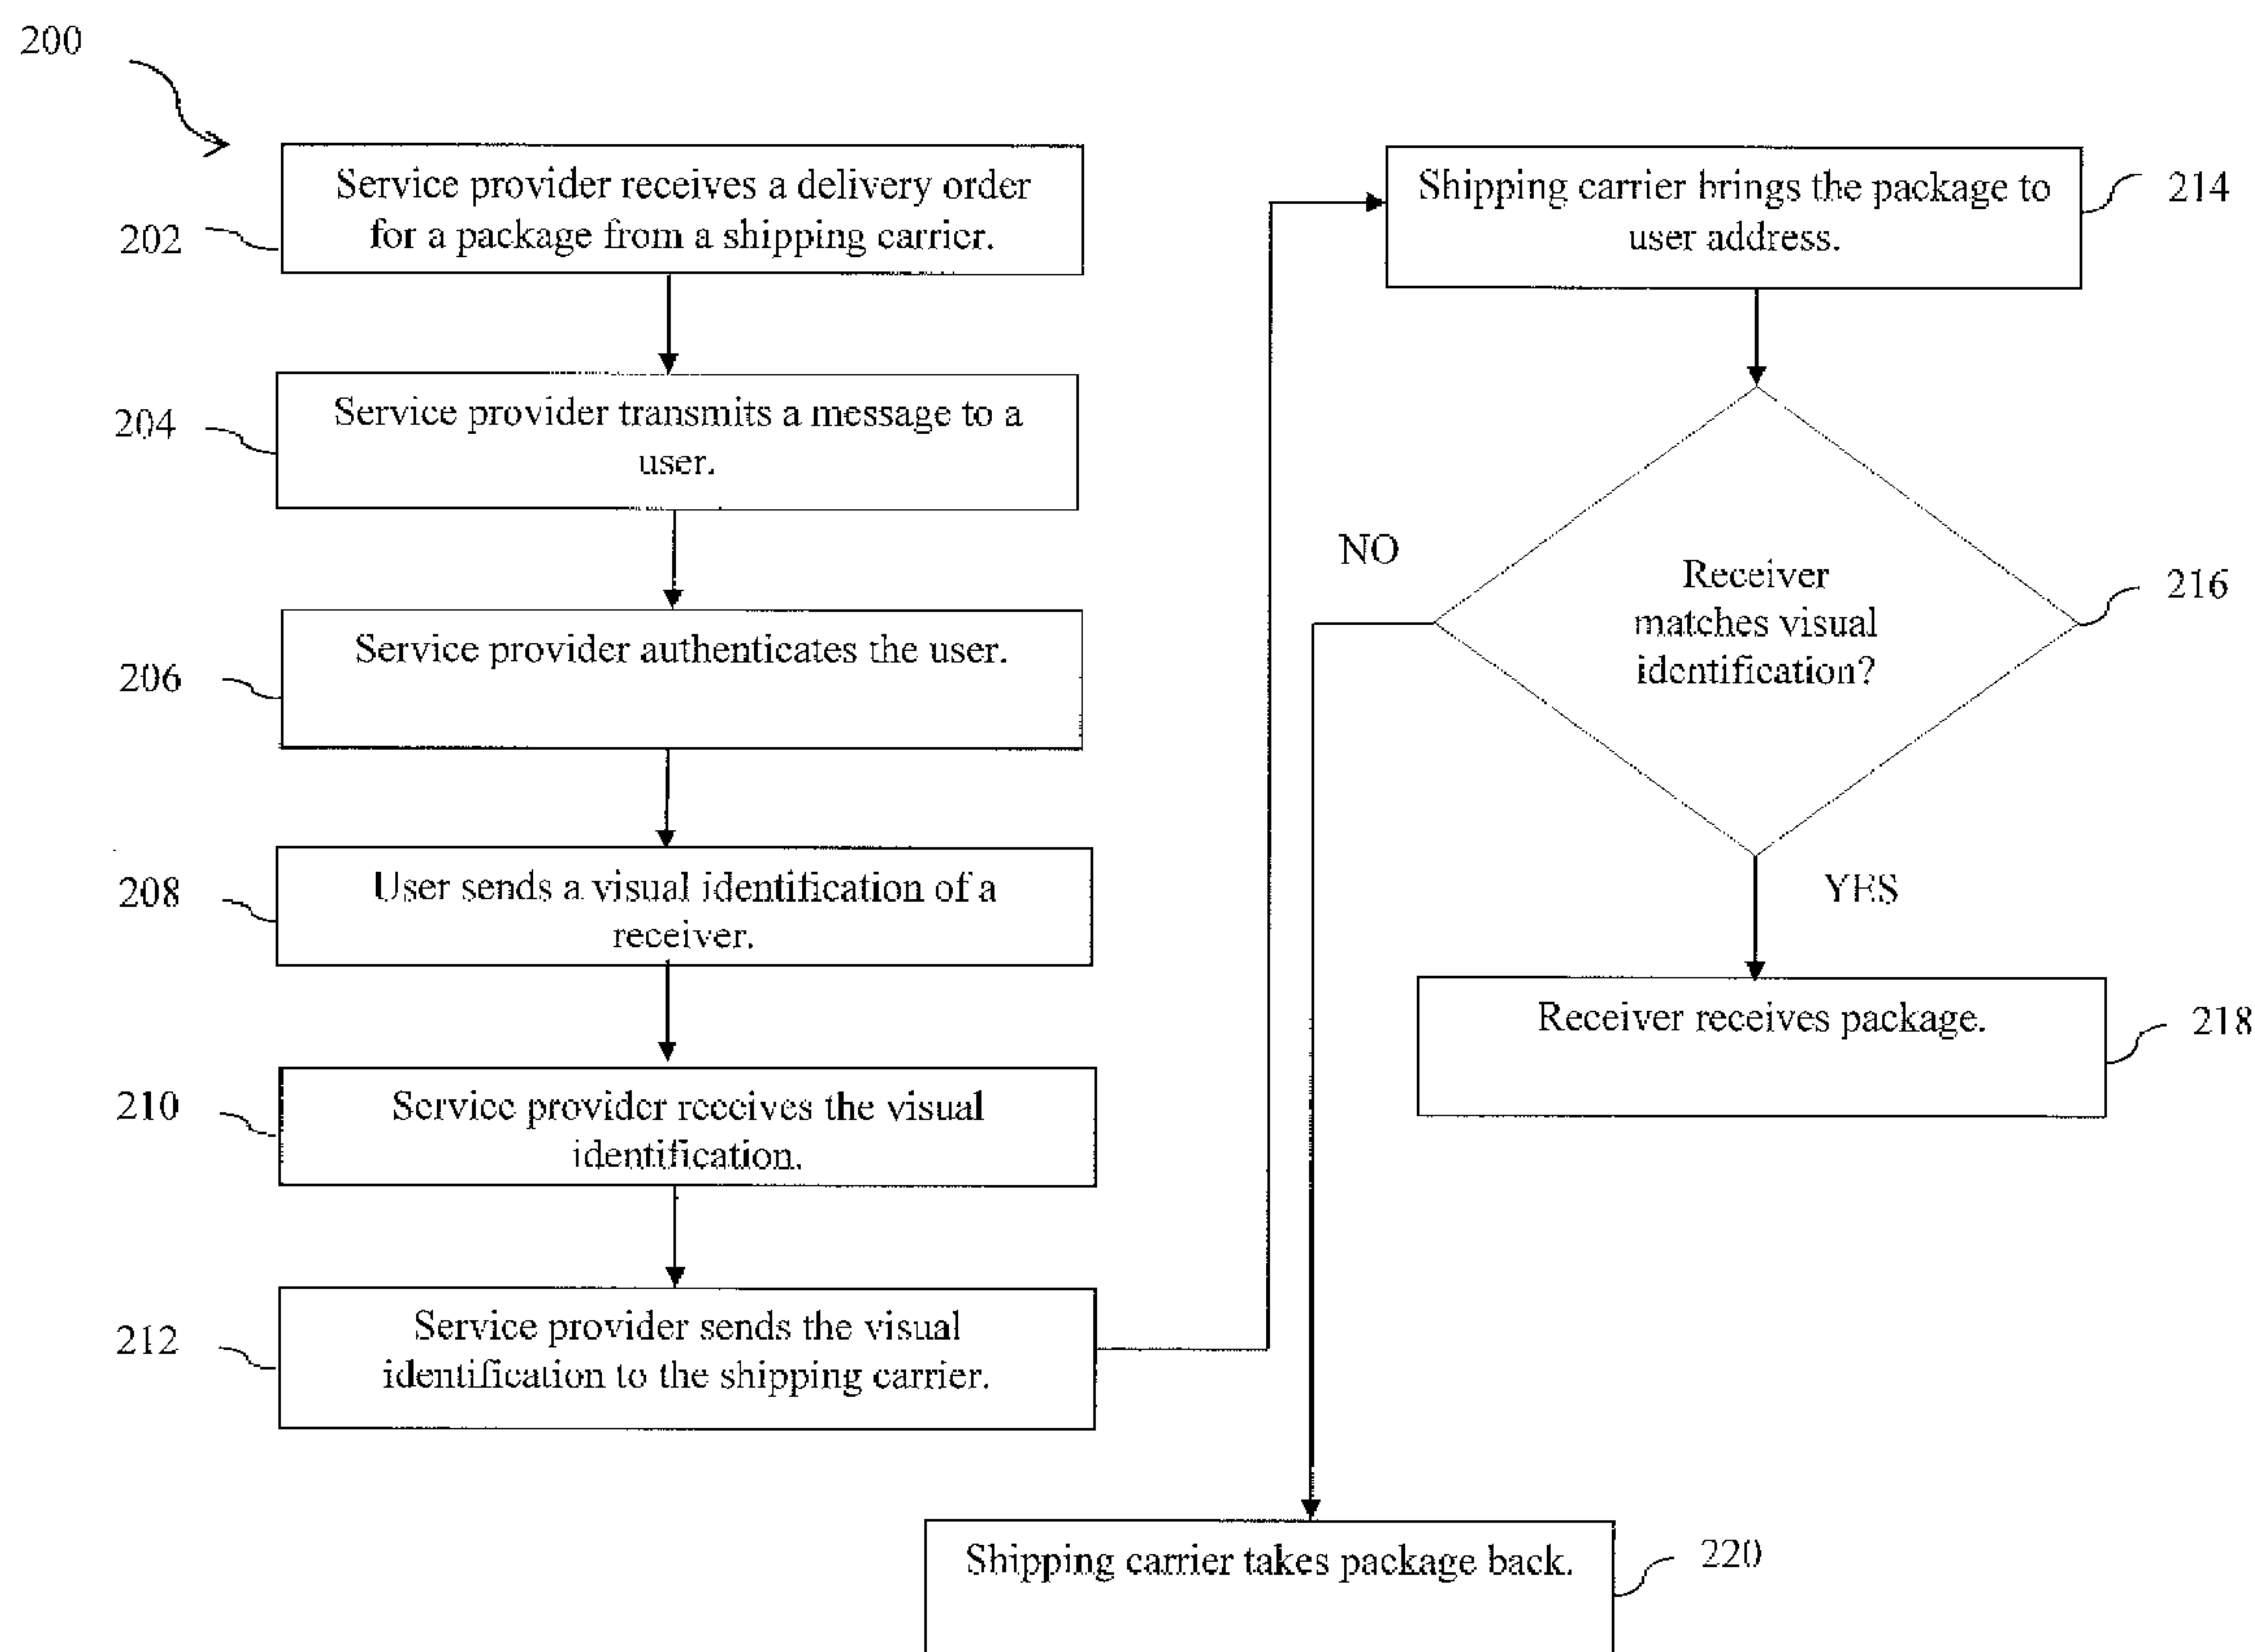 200
202
Service provider receives a delivery order
for a package from a shipping carrier.
204
Service provider transmits a message to a
user.
206
Service provider authenticates the user.
208
User sends a visual identification of a
receiver.
210
Service provider receives the visual
identification.
212
Service provider sends the visual
identification to the shipping carrier.
Shipping carrier brings the package to
user address.
214
NO
Receiver
matches visual
identification?
216
YES
Receiver receives package.
218
Shipping carrier takes package back.
220